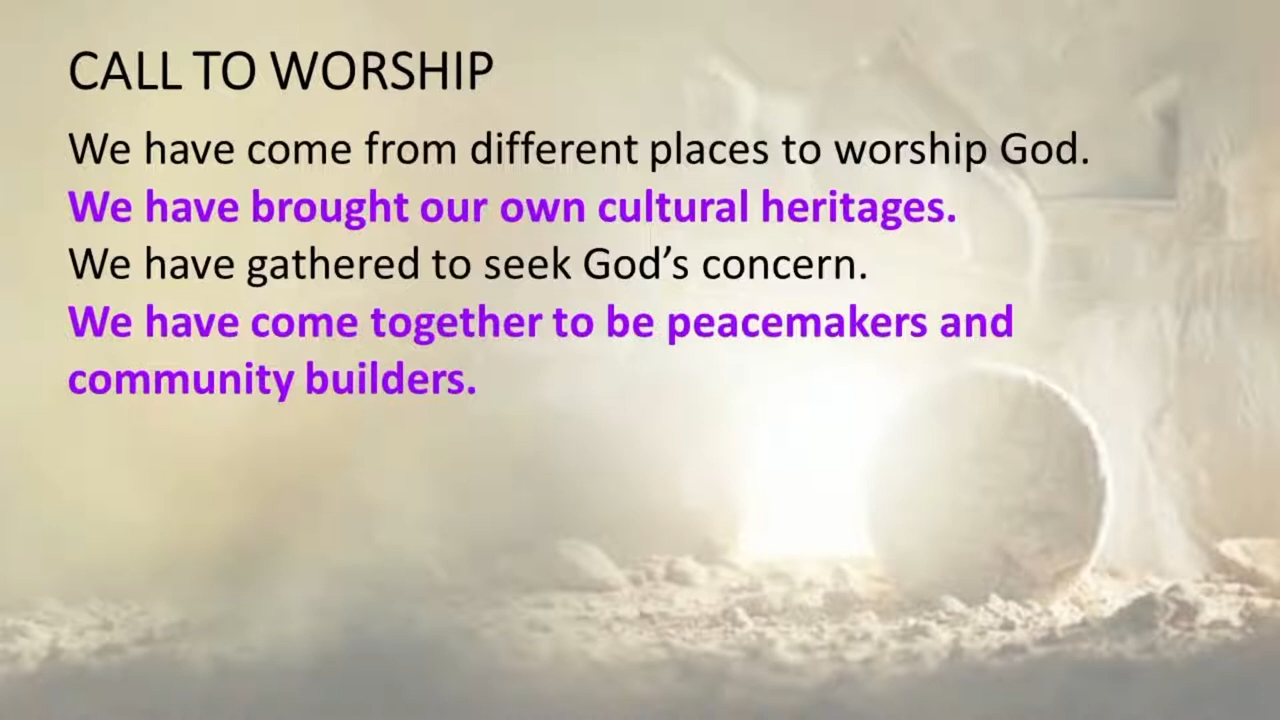 CALL TO WORSHIP
We have come from different places to worship God.
We have brought our own cultural heritages.
We have gathered to seek God’s concern.
We have come together to be peacemakers and
community builders.